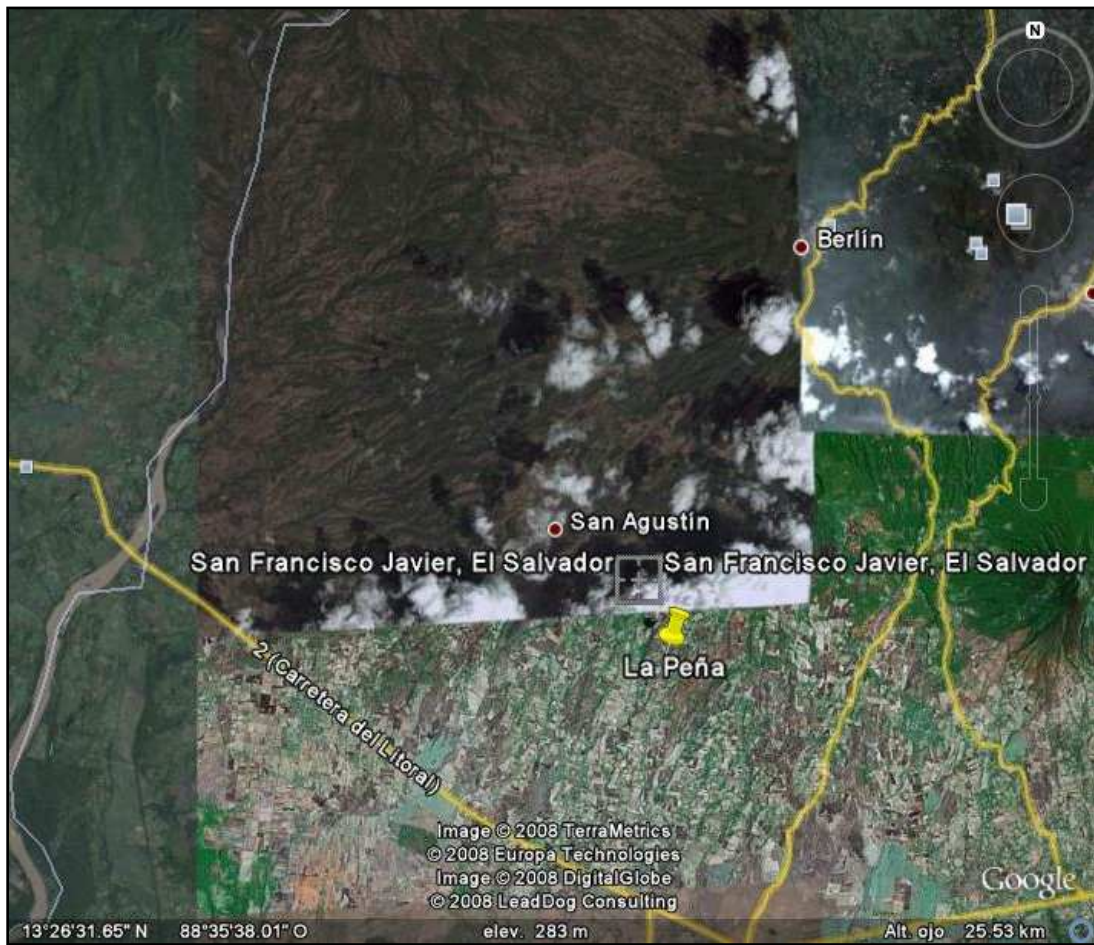 N
Berlín
San Agustín
San Francisco Javier, El Salvador
San Francisco Javier, El Salvador
La Peña
2 (Carretera del Litoral)
Image © 2008 TerraMetrics
© 2008 Europa Technologies
Image © 2008 DigitalGlobe
© 2008 LeadDog Consulting
Google
13°26'31.65" N 88°35'38.01" O elev. 283 m Alt. ojo 25.53 km